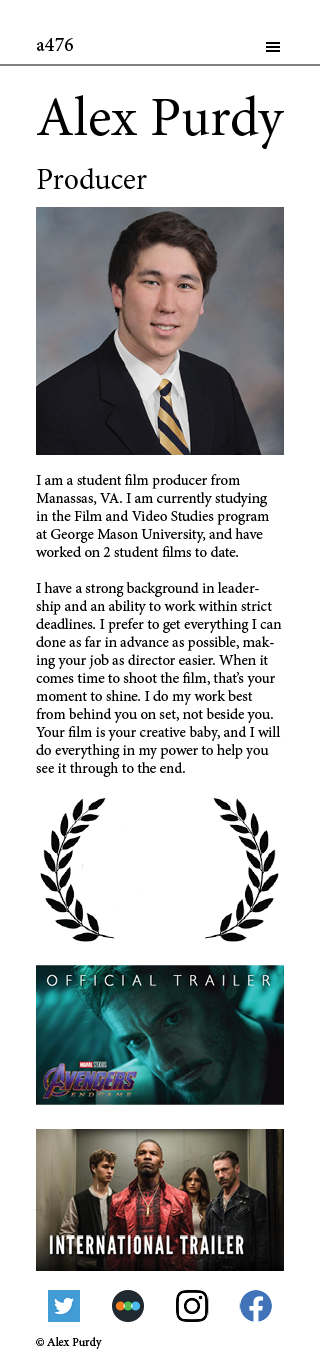 a476
Alex Purdy
Producer
I am a student film producer from
Manassas, VA. I am currently studying
in the Film and Video Studies program
at George Mason University, and have
worked on 2 student films to date.
I have a strong background in leader-
ship and an ability to work within strict
deadlines. I prefer to get everything I can
done as far in advance as possible, mak-
ing your job as director easier. When it
comes time to shoot the film, that’s your
moment to shine. I do my work best
from behind you on set, not beside you.
Your film is your creative baby, and I will
do everything in my power to help you
see it through to the end.
OFFICIAL TRAILER
MARVEL STUDIOS
AVENGERS
ENDGAME
INTERNATIONAL TRAILER
© Alex Purdy